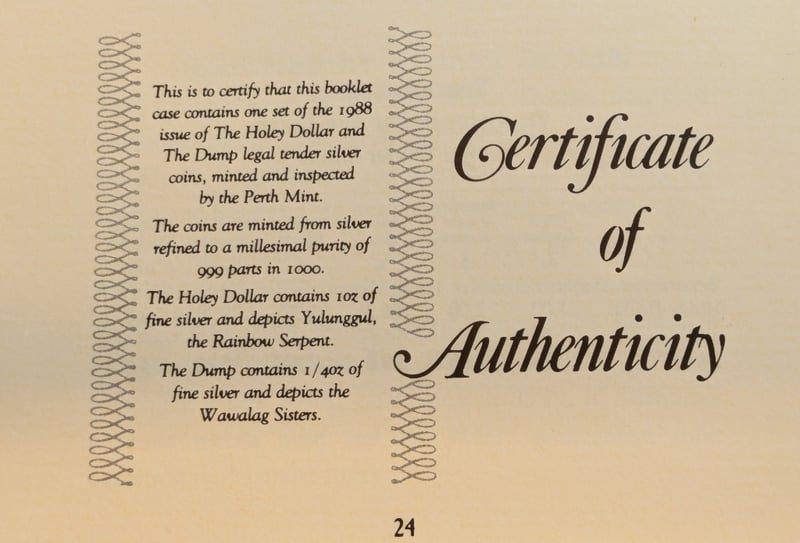 This is to certify that this booklet
case contains one set of the 1988
issue of The Holey Dollar and
The Dump legal tender silver
coins, minted and inspected
by the Perth Mint.
The coins are minted from silver
refined to a millesimal purity of
999 parts in 1000.
The Holey Dollar contains 1oz of
fine silver and depicts Yulunggul,
the Rainbow Serpent.
The Dump contains 1/4oz of
fine silver and depicts the
Wawalag Sisters.
Certificate
of
Authenticity
24